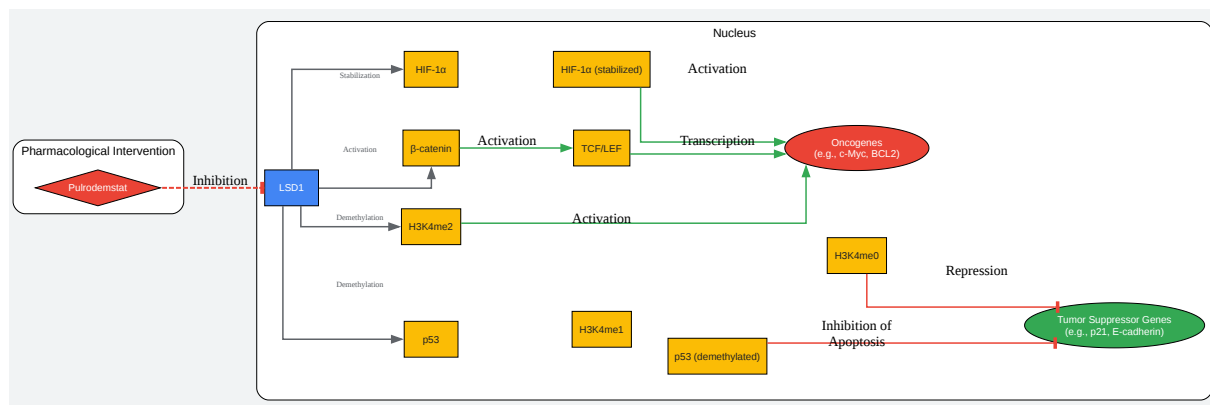 Nucleus
HIF-1α
HIF-1α (stabilized)
Activation
Stabilization
Pharmacological Intervention
Pulrodemstat
Inhibition
LSD1
Activation
β-catenin
Activation
TCF/LEF
Transcription
Oncogenes
(e.g., c-Myc, BCL2)
Demethylation
H3K4me2
Activation
H3K4me0
Repression
Demethylation
p53
H3K4me1
p53 (demethylated)
Inhibition of
Apoptosis
Tumor Suppressor Genes
(e.g., p21, E-cadherin)